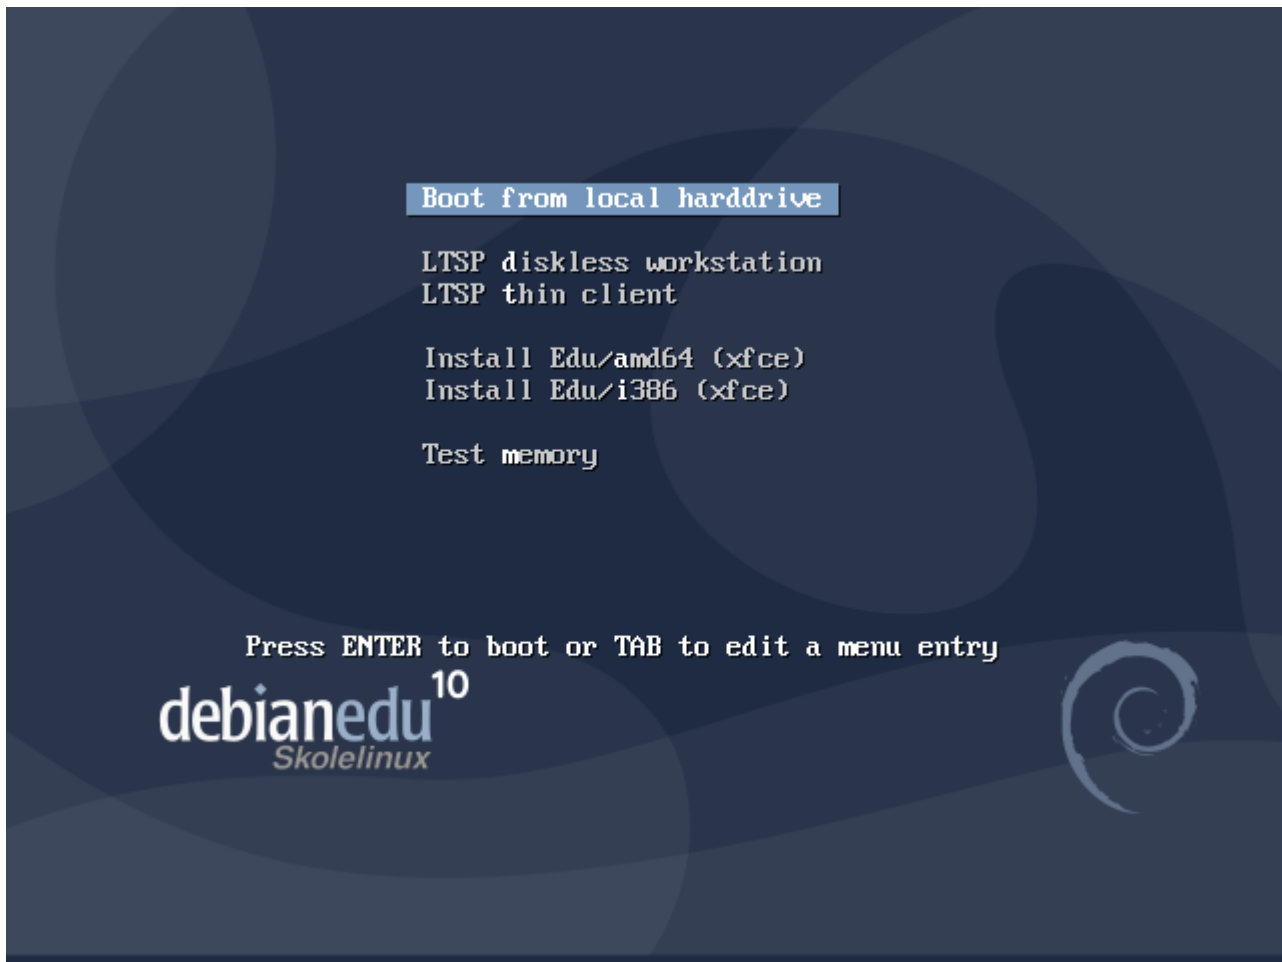 Boot from local harddrive
LTSP diskless workstation
LTSP thin client
Install Edu/amd64 (xfce)
Install Edu/i386 (xfce)
Test memory
Press ENTER to boot or TAB to edit a menu entry
debianedu 10
Skolelinux